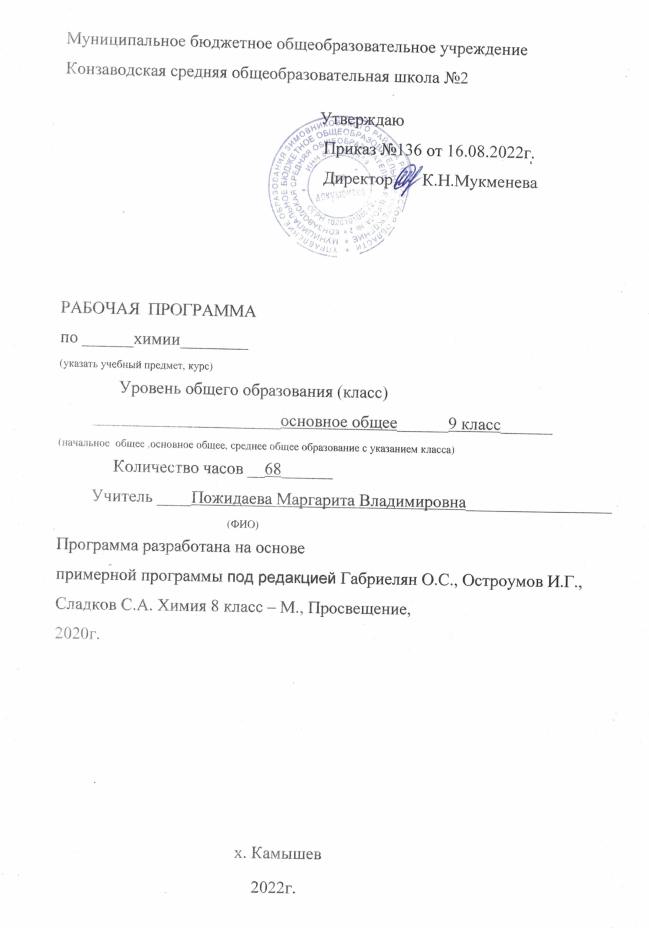 Муниципальное бюджетное общеобразовательное учреждение
Конзаводская средняя общеобразовательная школа №2
Утверждаю
Приказ №136 от 16.08.2022г.
Директор К.Н.Мукменева
РАБОЧАЯ ПРОГРАММА
по ______химии________
(указать учебный предмет, курс)
Уровень общего образования (класс)
______________________основное общее______9 класс______
(начальное общее ,основное общее, среднее общее образование с указанием класса)
Количество часов __68______
Учитель ____Пожидаева Маргарита Владимировна_________________
(ФИО)
Программа разработана на основе
примерной программы под редакцией Габриелян О.С., Остроумов И.Г.,
Сладков С.А. Химия 8 класс – М., Просвещение,
2020г.
х. Камышев
2022г.